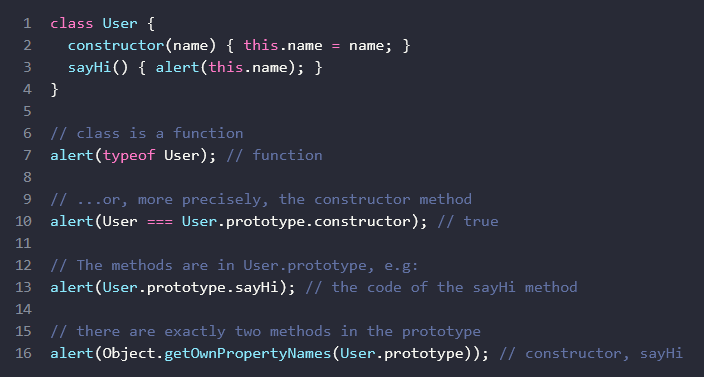 1 class User {
2   constructor(name) { this.name = name; }
3   sayHi() { alert(this.name); }
4 }
5
6 // class is a function
7 alert(typeof User); // function
8
9 // ...or, more precisely, the constructor method
10 alert(User === User.prototype.constructor); // true
11
12 // The methods are in User.prototype, e.g:
13 alert(User.prototype.sayHi); // the code of the sayHi method
14
15 // there are exactly two methods in the prototype
16 alert(Object.getOwnPropertyNames(User.prototype)); // constructor, sayHi